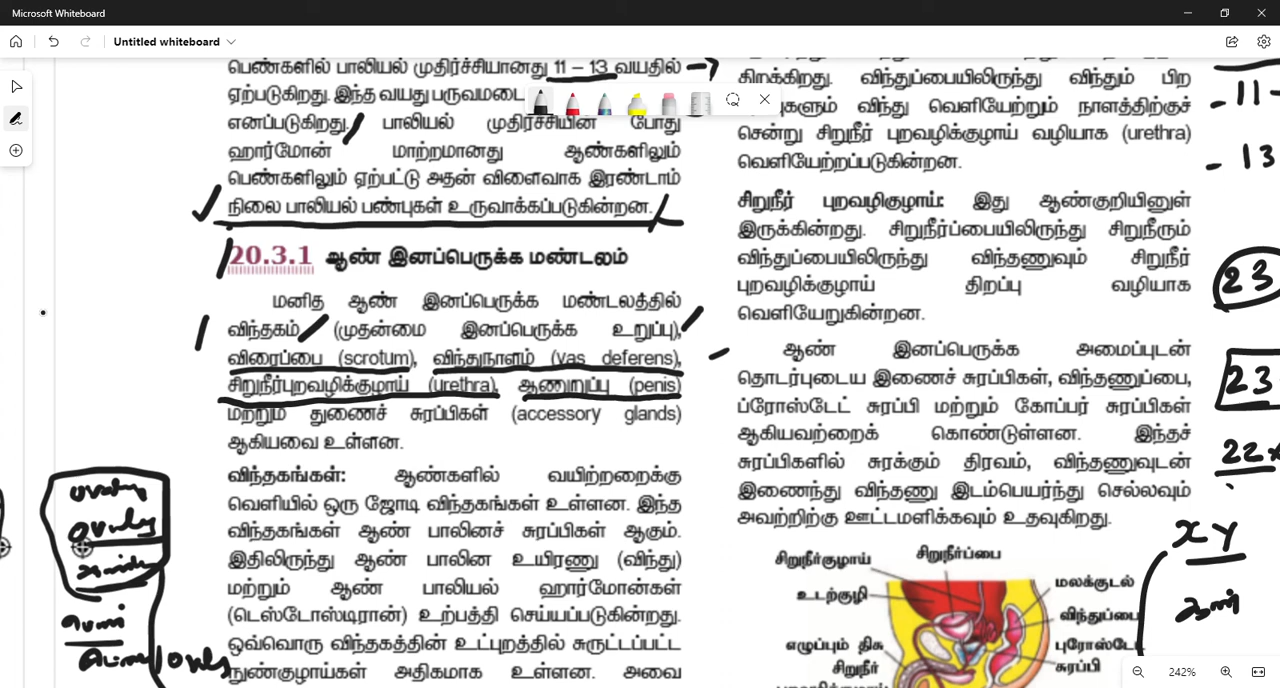 Microsoft Whiteboard
Untitled whiteboard
பெண்களில் பாலியல் முதிர்ச்சியானது 11 – 13 வயதில்
ஏற்படுகிறது. இந்த வயது பருவமடை
எனப்படுகிறது. பாலியல் முதிர்ச்சியின் போது
ஹார்மோன் மாற்றமானது ஆண்களிலும்
பெண்களிலும் ஏற்பட்டு அதன் விளைவாக இரண்டாம்
நிலை பாலியல் பண்புகள் உருவாக்கப்படுகின்றன.
20.3.1 ஆண் இனப்பெருக்க மண்டலம்
மனித ஆண் இனப்பெருக்க மண்டலத்தில்
விந்தகம் (முதன்மை இனப்பெருக்க உறுப்பு),
விரைப்பை (scrotum), விந்துநாளம் (vas deferens),
சிறுநீர்புறவழிக்குழாய் (urethra), ஆணுறுப்பு (penis)
மற்றும் துணைச் சுரப்பிகள் (accessory glands)
ஆகியவை உள்ளன.
விந்தகங்கள்: ஆண்களில் வயிற்றறைக்கு
வெளியில் ஒரு ஜோடி விந்தகங்கள் உள்ளன. இந்த
விந்தகங்கள் ஆண் பாலினச் சுரப்பிகள் ஆகும்.
இதிலிருந்து ஆண் பாலின உயிரணு (விந்து)
மற்றும் ஆண் பாலியல் ஹார்மோன்கள்
(டெஸ்டோஸ்டிரான்) உற்பத்தி செய்யப்படுகின்றது.
ஒவ்வொரு விந்தகத்தின் உட்புறத்தில் சுருட்டப்பட்ட
நுண்குழாய்கள் அதிகமாக உள்ளன. அவை
கிறக்கிறது. விந்துப்பையிலிருந்து விந்தும் பிற
களும் விந்து வெளியேற்றும் நாளத்திற்குச்
சென்று சிறுநீர் புறவழிக்குழாய் வழியாக (urethra)
வெளியேற்றப்படுகின்றன.
சிறுநீர் புறவழிகுழாய்: இது ஆண்குறியினுள்
இருக்கின்றது. சிறுநீர்ப்பையிலிருந்து சிறுநீரும்
விந்துப்பையிலிருந்து விந்தணுவும் சிறுநீர்
புறவழிக்குழாய் திறப்பு வழியாக
வெளியேறுகின்றன.
ஆண் இனப்பெருக்க அமைப்புடன்
தொடர்புடைய இணைச் சுரப்பிகள், விந்தணுப்பை,
ப்ரோஸ்டேட் சுரப்பி மற்றும் கோப்பர் சுரப்பிகள்
ஆகியவற்றைக் கொண்டுள்ளன. இந்தச்
சுரப்பிகளில் சுரக்கும் திரவம், விந்தணுவுடன்
இணைந்து விந்தணு இடம்பெயர்ந்து செல்லவும்
அவற்றிற்கு ஊட்டமளிக்கவும் உதவுகிறது.
சிறுநீர்குழாய் சிறுநீர்ப்பை
மலக்குடல்
உடற்குழி
விந்துப்பை
எழுப்பும் திசு புரோஸ்டே
சிறுநீர் சுரப்பி
- 11 -
- 13
23
23
22 x
xy
ஆண்
242%